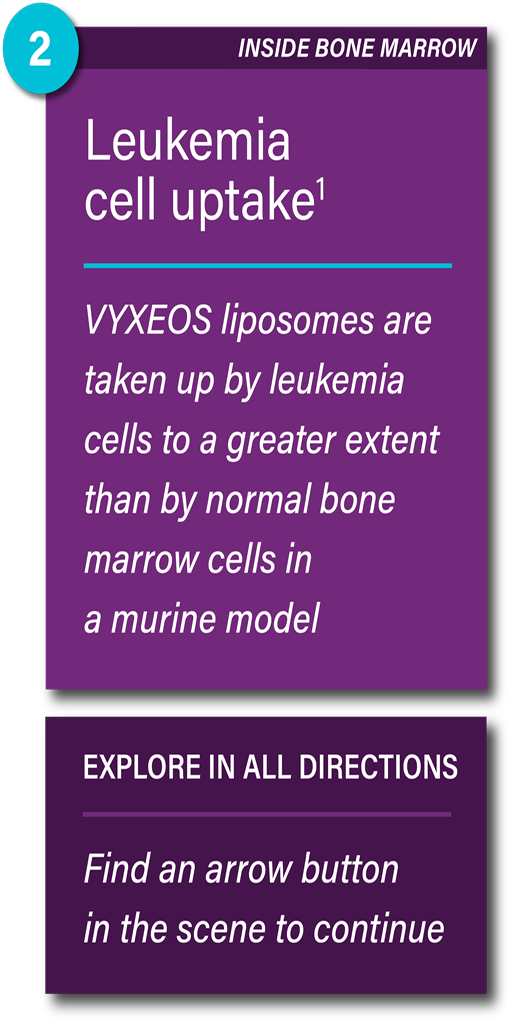 2
INSIDE BONE MARROW
Leukemia
cell uptake¹
VYXEOS liposomes are
taken up by leukemia
cells to a greater extent
than by normal bone
marrow cells in
a murine model
EXPLORE IN ALL DIRECTIONS
Find an arrow button
in the scene to continue